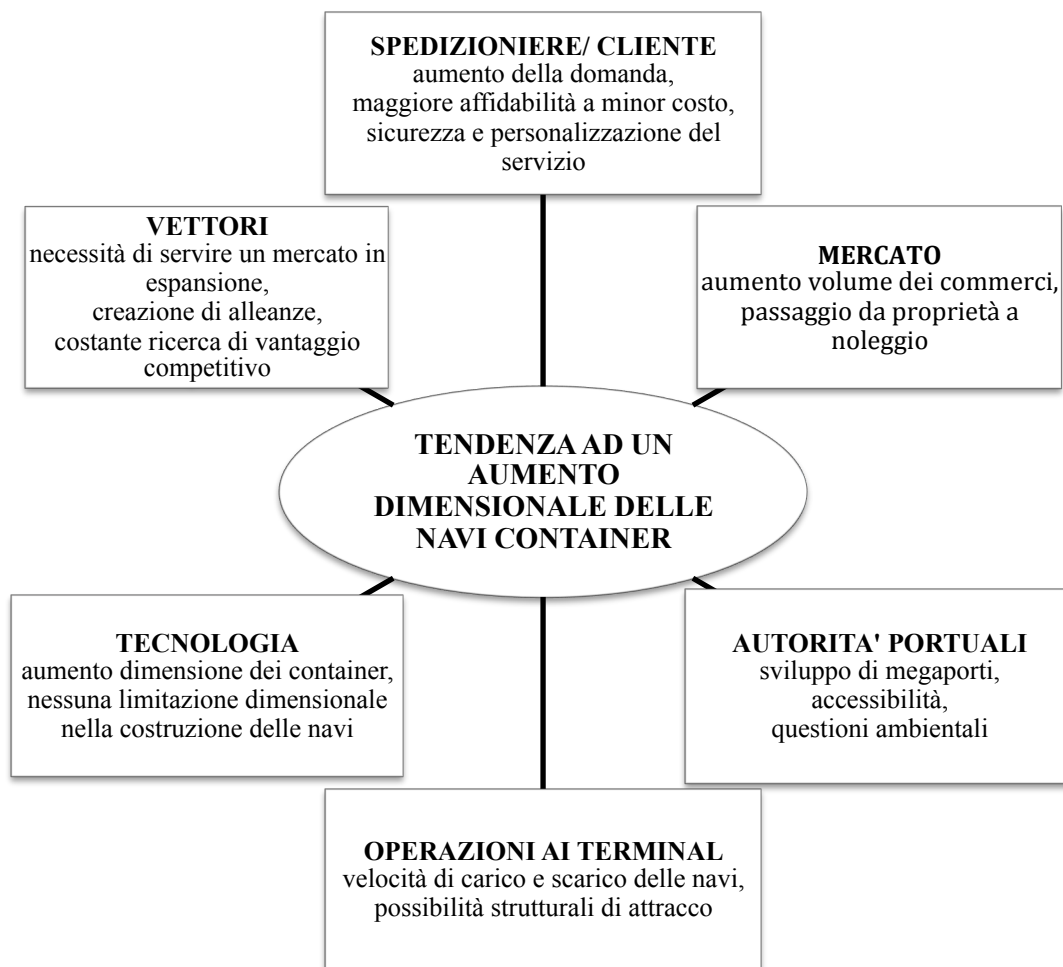 SPEDIZIONIERE/ CLIENTE
aumento della domanda,
maggiore affidabilità a minor costo,
sicurezza e personalizzazione del
servizio
VETTORI
necessità di servire un mercato in
espansione,
creazione di alleanze,
costante ricerca di vantaggio
competitivo
MERCATO
aumento volume dei commerci,
passaggio da proprietà a
noleggio
TENDENZA AD UN
AUMENTO
DIMENSIONALE DELLE
NAVI CONTAINER
TECNOLOGIA
aumento dimensione dei container,
nessuna limitazione dimensionale
nella costruzione delle navi
AUTORITA' PORTUALI
sviluppo di megaporti,
accessibilità,
questioni ambientali
OPERAZIONI AI TERMINAL
velocità di carico e scarico delle navi,
possibilità strutturali di attracco